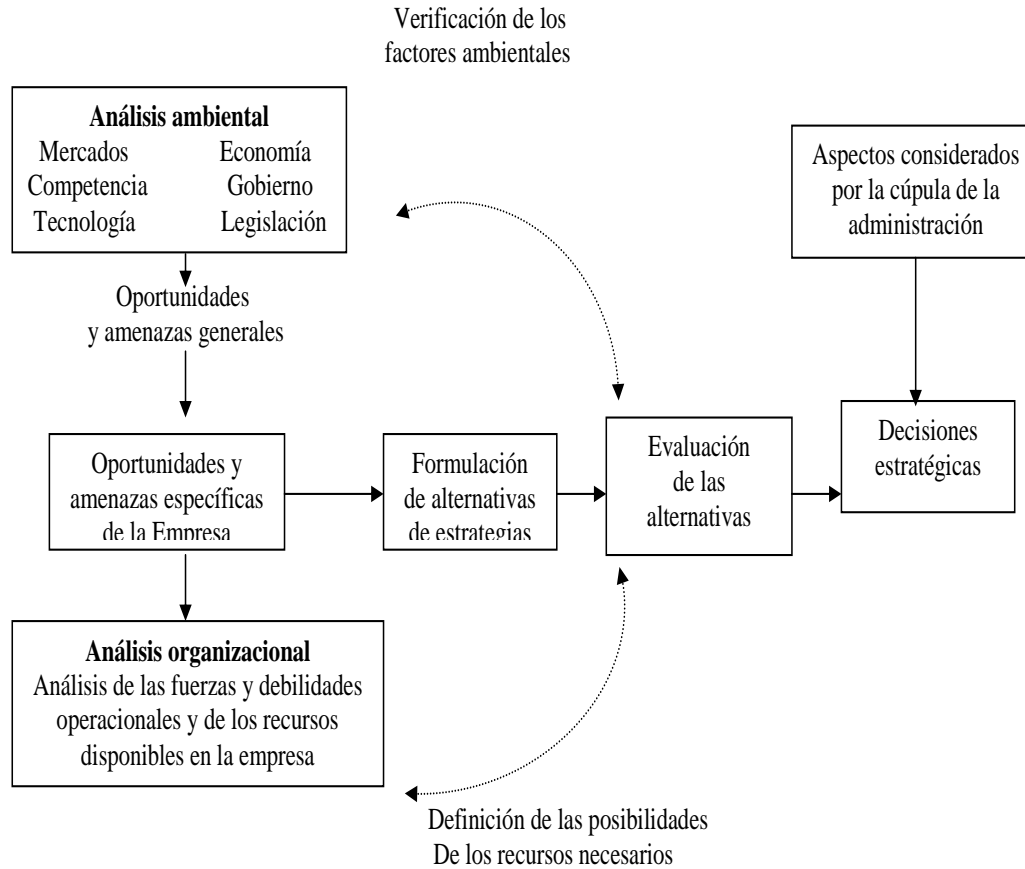 Verificación de los
factores ambientales
Análisis ambiental
Mercados Economía
Competencia Gobierno
Tecnología Legislación
Aspectos considerados
por la cúpula de la
administración
Oportunidades
y amenazas generales
Oportunidades y
amenazas específicas
de la Empresa
Formulación
de alternativas
de estrategias
Evaluación
de las
alternativas
Decisiones
estratégicas
Análisis organizacional
Análisis de las fuerzas y debilidades
operacionales y de los recursos
disponibles en la empresa
Definición de las posibilidades
De los recursos necesarios